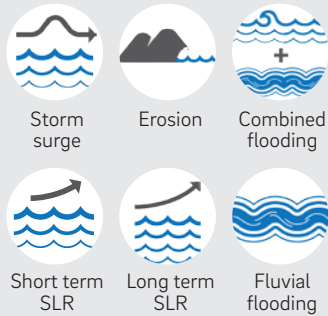 Storm
surge
Erosion
Combined
flooding
Short term
SLR
Long term
SLR
Fluvial
flooding